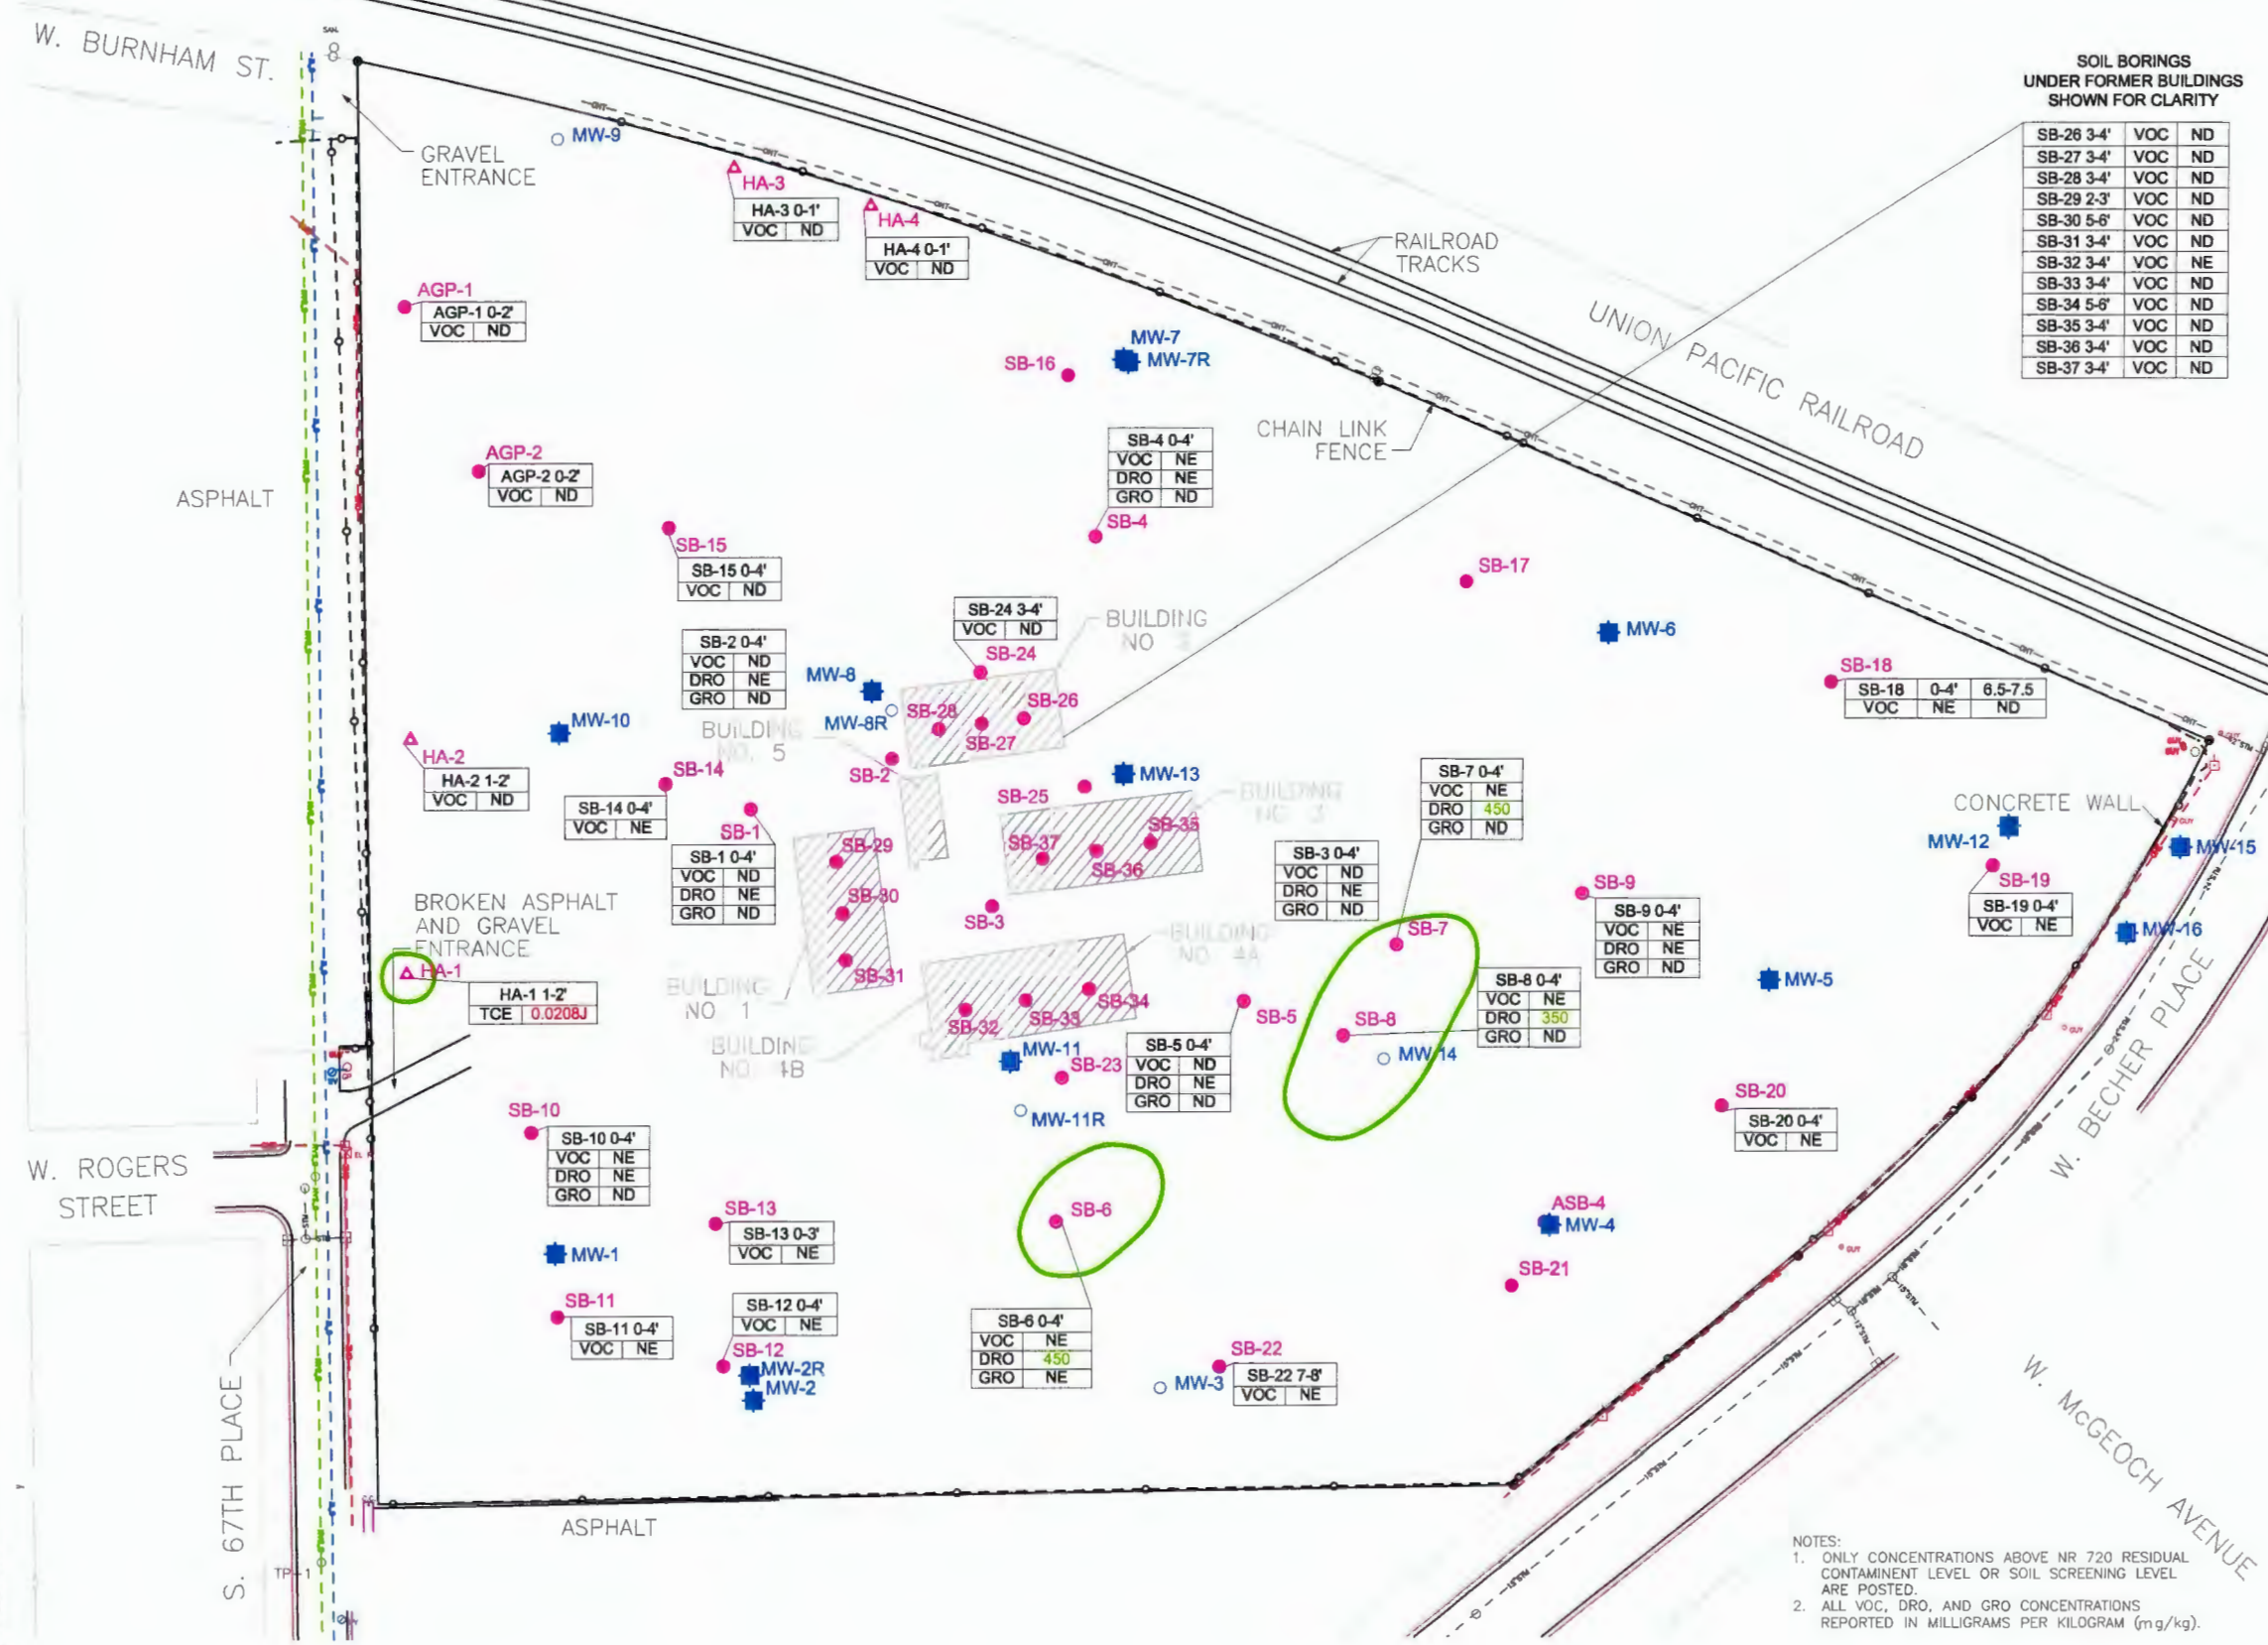 W. BURNHAM ST.
SAN.
8
GRAVEL
ENTRANCE
MW-9
HA-3
HA-3 0-1'
VOC ND
HA-4
HA-4 0-1'
VOC ND
RAILROAD
TRACKS
UNION PACIFIC RAILROAD
SOIL BORINGS
UNDER FORMER BUILDINGS
SHOWN FOR CLARITY
SB-26 3-4' VOC ND
SB-27 3-4' VOC ND
SB-28 3-4' VOC ND
SB-29 2-3' VOC ND
SB-30 5-6' VOC ND
SB-31 3-4' VOC ND
SB-32 3-4' VOC NE
SB-33 3-4' VOC ND
SB-34 5-6' VOC ND
SB-35 3-4' VOC ND
SB-36 3-4' VOC ND
SB-37 3-4' VOC ND
AGP-1
AGP-1 0-2'
VOC ND
MW-7
MW-7R
SB-16
CHAIN LINK
FENCE
ASPHALT
AGP-2
AGP-2 0-2'
VOC ND
SB-4 0-4'
VOC NE
DRO NE
GRO ND
SB-4
SB-15
SB-15 0-4'
VOC ND
SB-17
SB-24 3-4'
VOC ND
BUILDING
NO
SB-2 0-4'
VOC ND
DRO NE
GRO ND
MW-6
SB-24
MW-8
MW-8R
SB-28
SB-26
SB-27
SB-18
SB-18 0-4' 6.5-7.5
VOC NE ND
MW-10
BUILDING
NO. 5
HA-2
HA-2 1-2'
VOC ND
SB-14
SB-14 0-4'
VOC NE
SB-2
SB-25
MW-13
SB-7 0-4'
VOC NE
DRO 450
GRO ND
BUILDING
NO 3
CONCRETE WALL
MW-12
MW-15
SB-1
SB-1 0-4'
VOC ND
DRO NE
GRO ND
SB-29
SB-37
SB-36
SB-35
SB-3 0-4'
VOC ND
DRO NE
GRO ND
SB-19
SB-19 0-4'
VOC NE
SB-9
SB-9 0-4'
VOC NE
DRO NE
GRO ND
BROKEN ASPHALT
AND GRAVEL
ENTRANCE
SB-30
SB-3
SB-7
MW-16
BUILDING
NO. 4A
HA-1
HA-1 1-2'
TCE 0.0208J
SB-31
BUILDING
NO 1
SB-34
SB-33
SB-32
SB-8 0-4'
VOC NE
DRO 350
GRO ND
MW-5
SB-5
SB-8
BUILDING
NO. 4B
MW-11
SB-23
SB-5 0-4'
VOC ND
DRO NE
GRO ND
MW-14
W. BECHER PLACE
MW-11R
SB-10
SB-10 0-4'
VOC NE
DRO NE
GRO ND
SB-20
SB-20 0-4'
VOC NE
W. ROGERS
STREET
SB-13
SB-13 0-3'
VOC NE
SB-6
ASB-4
MW-4
MW-1
SB-21
SB-11
SB-11 0-4'
VOC NE
SB-12 0-4'
VOC NE
SB-12
MW-2R
MW-2
SB-6 0-4'
VOC NE
DRO 450
GRO NE
MW-3
SB-22
SB-22 7-8'
VOC NE
S. 67TH PLACE
W. McGEOCH AVENUE
ASPHALT
TP-1
NOTES:
1. ONLY CONCENTRATIONS ABOVE NR 720 RESIDUAL
CONTAMINENT LEVEL OR SOIL SCREENING LEVEL
ARE POSTED.
2. ALL VOC, DRO, AND GRO CONCENTRATIONS
REPORTED IN MILLIGRAMS PER KILOGRAM (mg/kg).